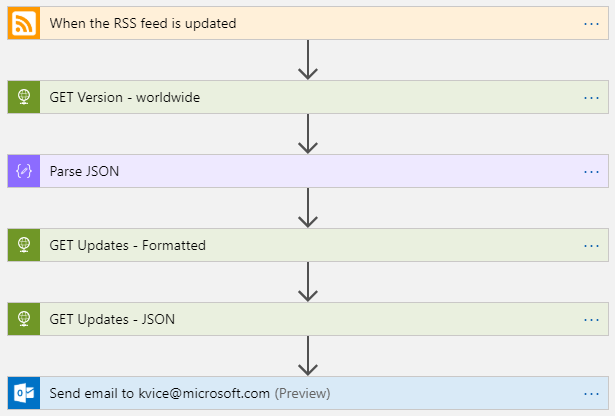 When the RSS feed is updated
GET Version - worldwide
Parse JSON
GET Updates - Formatted
GET Updates - JSON
Send email to kvice@microsoft.com (Preview)